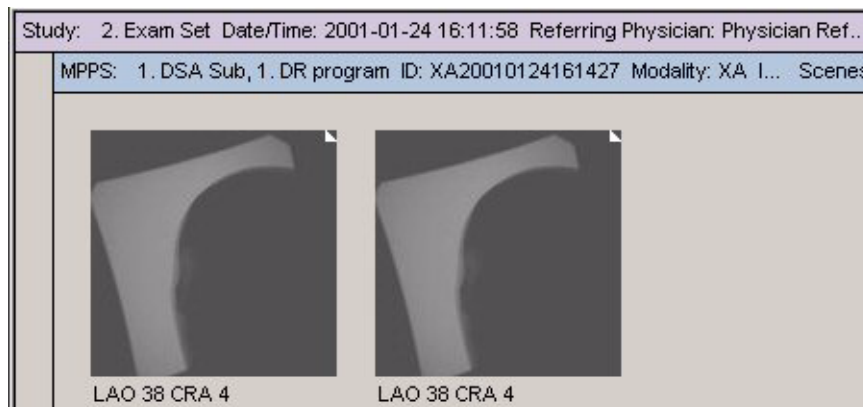 Study: 2. Exam Set Date/Time: 2001-01-24 16:11:58 Referring Physician: Physician Ref...
MPPS: 1. DSA Sub, 1. DR program ID: XA20010124161427 Modality: XA I... Scenes
LAO 38 CRA 4 LAO 38 CRA 4